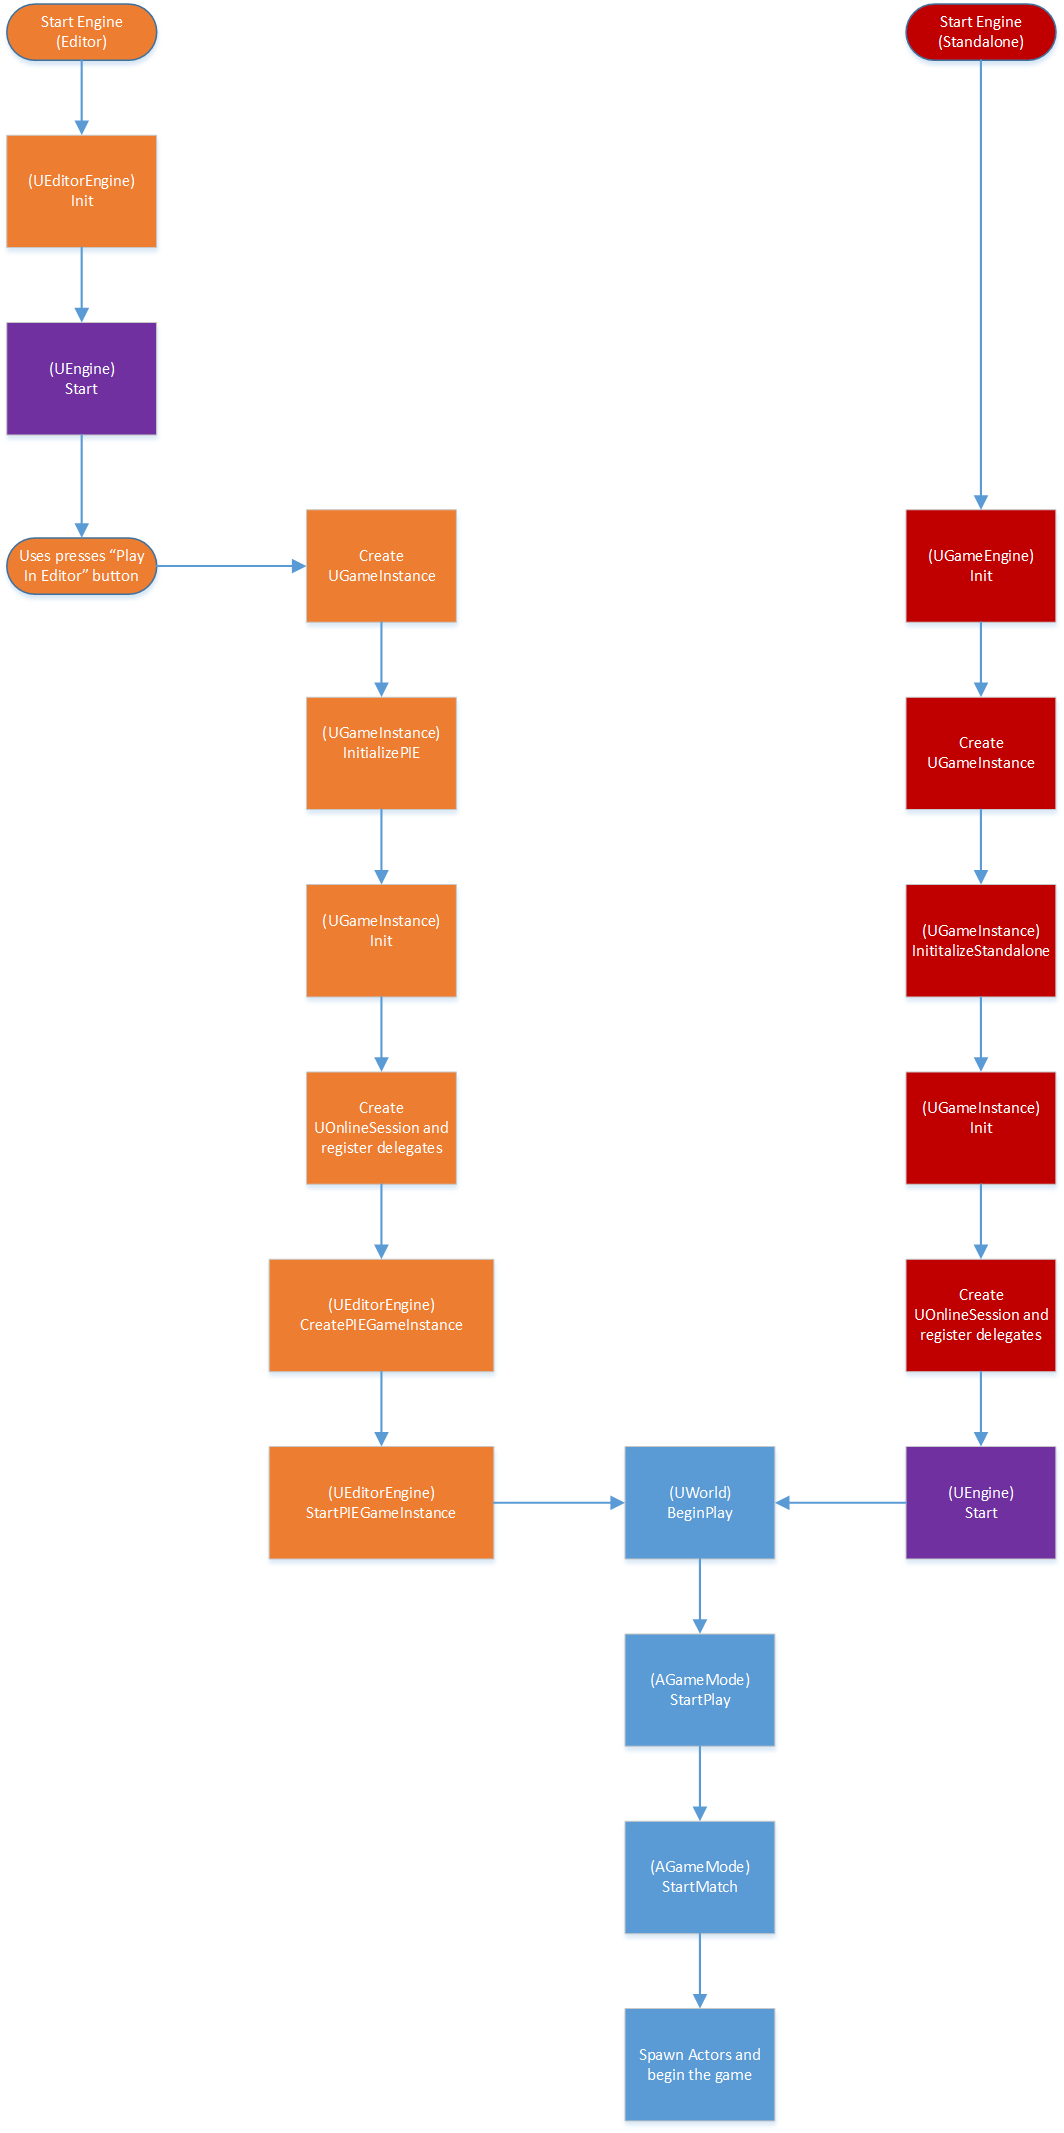 Start Engine
(Editor)
(UEditorEngine)
Init
(UEngine)
Start
Uses presses “Play
In Editor” button
Create
UGameInstance
(UGameInstance)
InitializePIE
(UGameInstance)
Init
Create
UOnlineSession and
register delegates
(UEditorEngine)
CreatePIEGameInstance
(UEditorEngine)
StartPIEGameInstance
Start Engine
(Standalone)
(UGameEngine)
Init
Create
UGameInstance
(UGameInstance)
InititalizeStandalone
(UGameInstance)
Init
Create
UOnlineSession and
register delegates
(UEngine)
Start
(UWorld)
BeginPlay
(AGameMode)
StartPlay
(AGameMode)
StartMatch
Spawn Actors and
begin the game